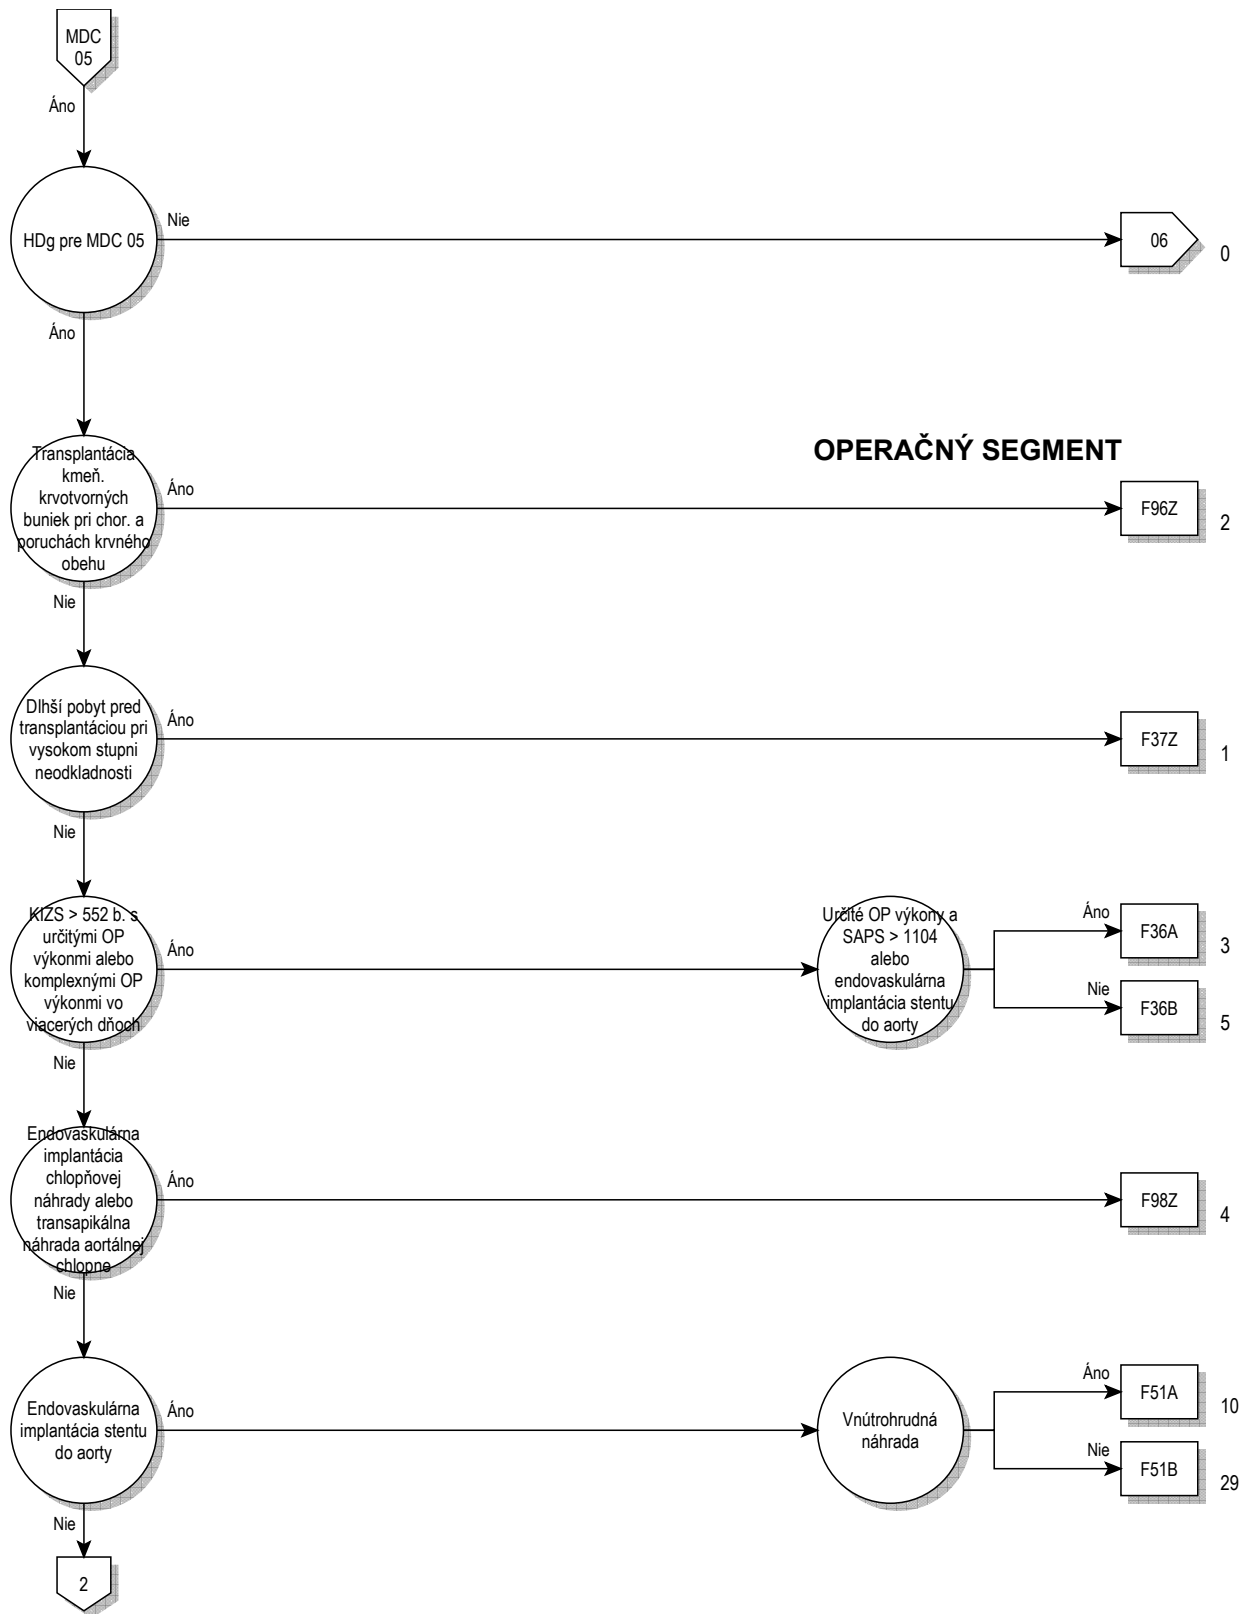 MDC
05
Áno
HDg pre MDC 05
Nie
06
0
Áno
OPERAČNÝ SEGMENT
Transplantácia
kmeň.
krvotvorných
buniek pri chor. a
poruchách krvného
obehu
Áno
F96Z
2
Nie
Dlhší pobyt pred
transplantáciou pri
vysokom stupni
neodkladnosti
Áno
F37Z
1
Nie
KIZS > 552 b. s
určitými OP
výkonmi alebo
komplexnými OP
výkonmi vo
viacerých dňoch
Áno
Určité OP výkony a
SAPS > 1104
alebo
endovaskulárna
implantácia stentu
do aorty
Áno
F36A
3
Nie
F36B
5
Nie
Endovaskulárna
implantácia
chlopňovej
náhrady alebo
transapikálna
náhrada aortálnej
chlopne
Áno
F98Z
4
Nie
Endovaskulárna
implantácia stentu
do aorty
Áno
Vnútrohrudná
náhrada
Áno
F51A
10
Nie
F51B
29
Nie
2